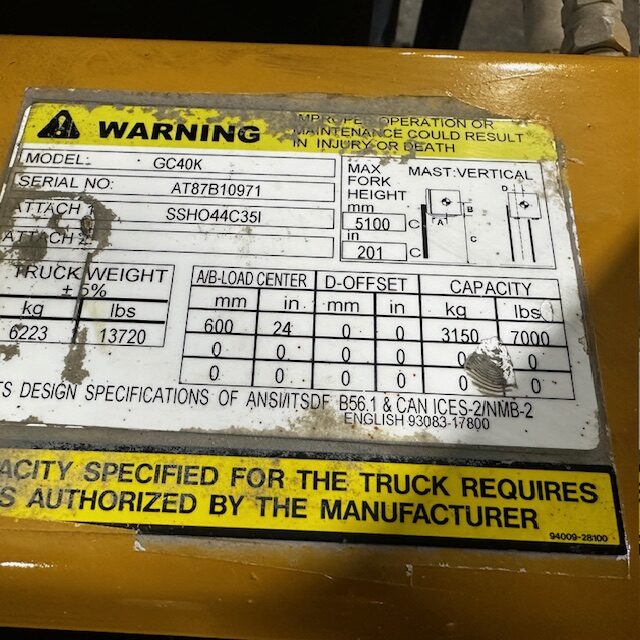 WARNING
IMPROPER OPERATION OR
MAINTENANCE COULD RESULT
IN INJURY OR DEATH
MODEL: GC40K
SERIAL NO: AT87B10971
ATTACH 1: SSHO44C35I
ATTACH 2:
MAX FORK HEIGHT
MAST:VERTICAL
mm
5100 C
in
201 C
A
B
C
D
TRUCK WEIGHT
± 5%
kg lbs
6223 13720
A/B-LOAD CENTER D-OFFSET CAPACITY
mm in mm in kg lbs
600 24 0 0 3150 7000
0 0 0 0 0 0
0 0 0 0 0
DESIGN SPECIFICATIONS OF ANSI/ITSDF B56.1 & CAN ICES-2/NMB-2
ENGLISH 93083-17800
SPECIFIED FOR THE TRUCK REQUIRES
AUTHORIZED BY THE MANUFACTURER
94009-28100